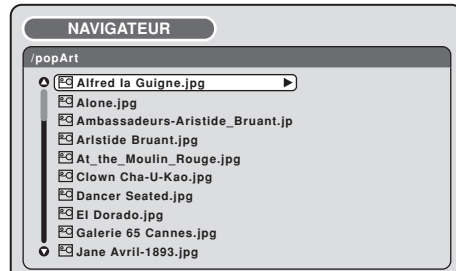 NAVIGATEUR
/popArt
Alfred la Guigne.jpg
Alone.jpg
Ambassadeurs-Aristide_Bruant.jp
Arlstide Bruant.jpg
At_the_Moulin_Rouge.jpg
Clown Cha-U-Kao.jpg
Dancer Seated.jpg
El Dorado.jpg
Galerie 65 Cannes.jpg
Jane Avril-1893.jpg